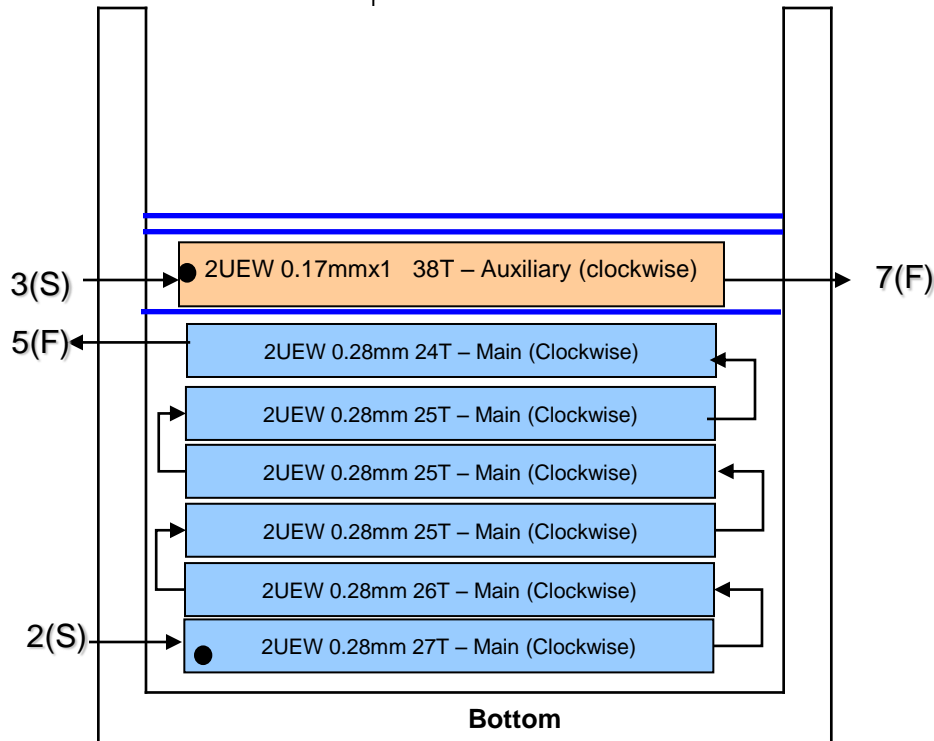 3(S)
2UEW 0.17mmx1 38T – Auxiliary (clockwise)
7(F)
5(F)
2UEW 0.28mm 24T – Main (Clockwise)
2UEW 0.28mm 25T – Main (Clockwise)
2UEW 0.28mm 25T – Main (Clockwise)
2UEW 0.28mm 25T – Main (Clockwise)
2UEW 0.28mm 26T – Main (Clockwise)
2(S)
2UEW 0.28mm 27T – Main (Clockwise)
Bottom